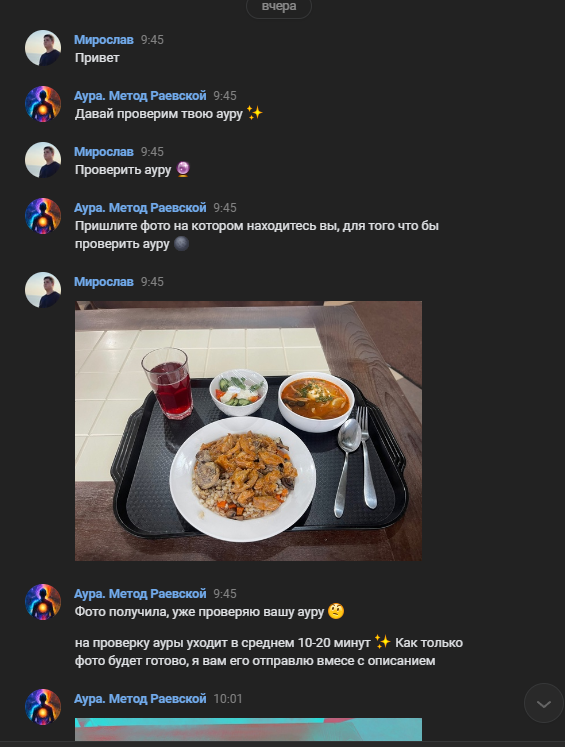 вчера
Мирослав 9:45
Привет
Аура. Метод Раевской 9:45
Давай проверим твою ауру ✨
Мирослав 9:45
Проверить ауру 🔮
Аура. Метод Раевской 9:45
Пришлите фото на котором находитесь вы, для того что бы
проверить ауру 🌑
Мирослав 9:45
Аура. Метод Раевской 9:45
Фото получила, уже проверяю вашу ауру 🤔
на проверку ауры уходит в среднем 10-20 минут ✨ Как только
фото будет готово, я вам его отправлю вмесе с описанием
Аура. Метод Раевской 10:01